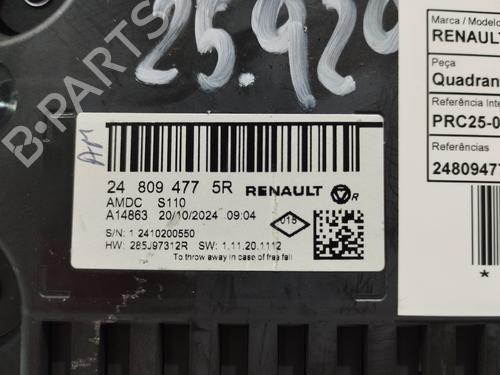 25.929
Marca / Modelo
RENAULT
Peça
Quadran
Referência Inte
PRC25-0
Referências
24809477
B-PARTS
AM
24 809 477 5R RENAULT R
AMDC S110
A14863 20/10/2024 09:04
018
S/N: 1 2410200550
HW: 285J97312R SW: 1.11.20.1112
To throw away in case of free fall